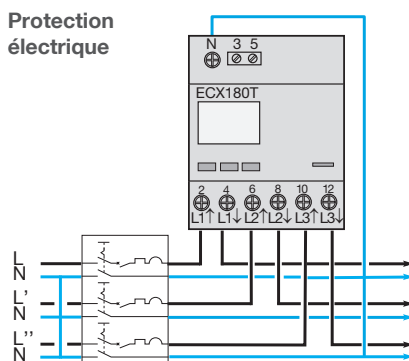 Protection
électrique
N 3 5
ECX180T
2 4 6 8 10 12
L1↑ L1↓ L2↑ L2↓ L3↑ L3↓
L
N
L'
N
L''
N